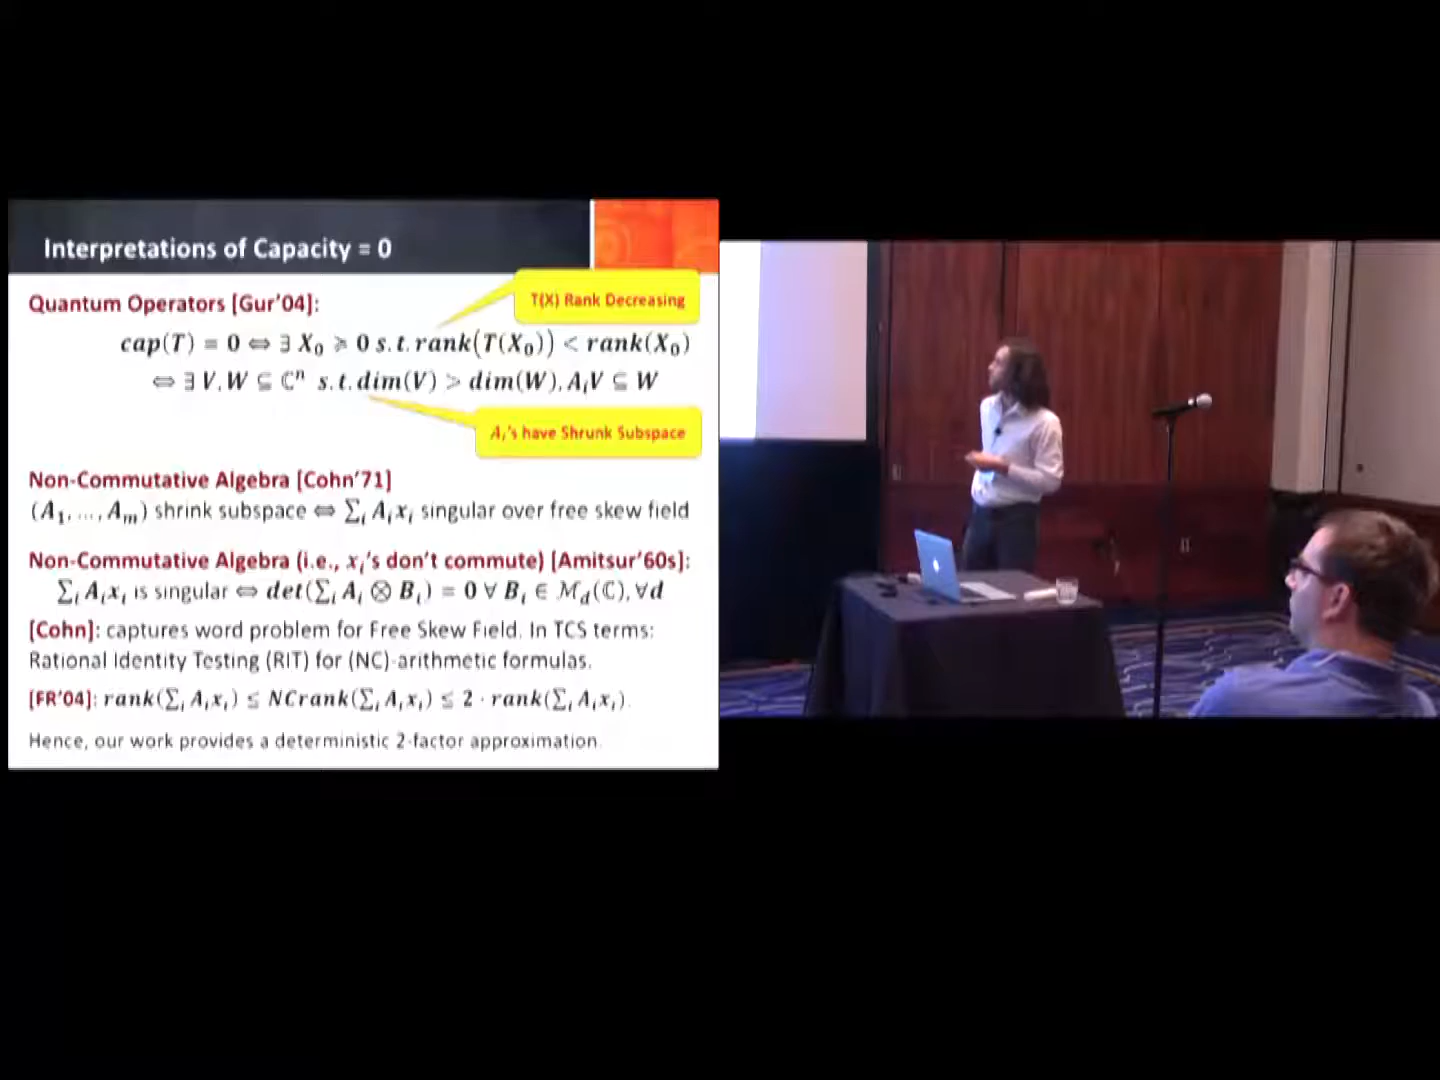 Interpretations of Capacity = 0
Quantum Operators [Gur'04]:
T(X) Rank Decreasing
cap(T) = 0 ⇔ ∃ X₀ ≽ 0 s.t. rank(T(X₀)) < rank(X₀)
⇔ ∃ V, W ⊆ ℂⁿ s.t. dim(V) > dim(W), AᵢV ⊆ W
Aᵢ's have Shrunk Subspace
Non-Commutative Algebra [Cohn'71]
(A₁, ..., Aₘ) shrink subspace ⇔ ∑ᵢ Aᵢxᵢ singular over free skew field
Non-Commutative Algebra (i.e., xᵢ's don't commute) [Amitsur'60s]:
∑ᵢ Aᵢxᵢ is singular ⇔ det(∑ᵢ Aᵢ ⊗ Bᵢ) = 0 ∀ Bᵢ ∈ ℳ_d(ℂ), ∀d
[Cohn]: captures word problem for Free Skew Field. In TCS terms:
Rational Identity Testing (RIT) for (NC) arithmetic formulas.
[FR'04]: rank(∑ᵢ Aᵢxᵢ) ≤ NCrank(∑ᵢ Aᵢxᵢ) ≤ 2 · rank(∑ᵢ Aᵢxᵢ).
Hence, our work provides a deterministic 2-factor approximation.